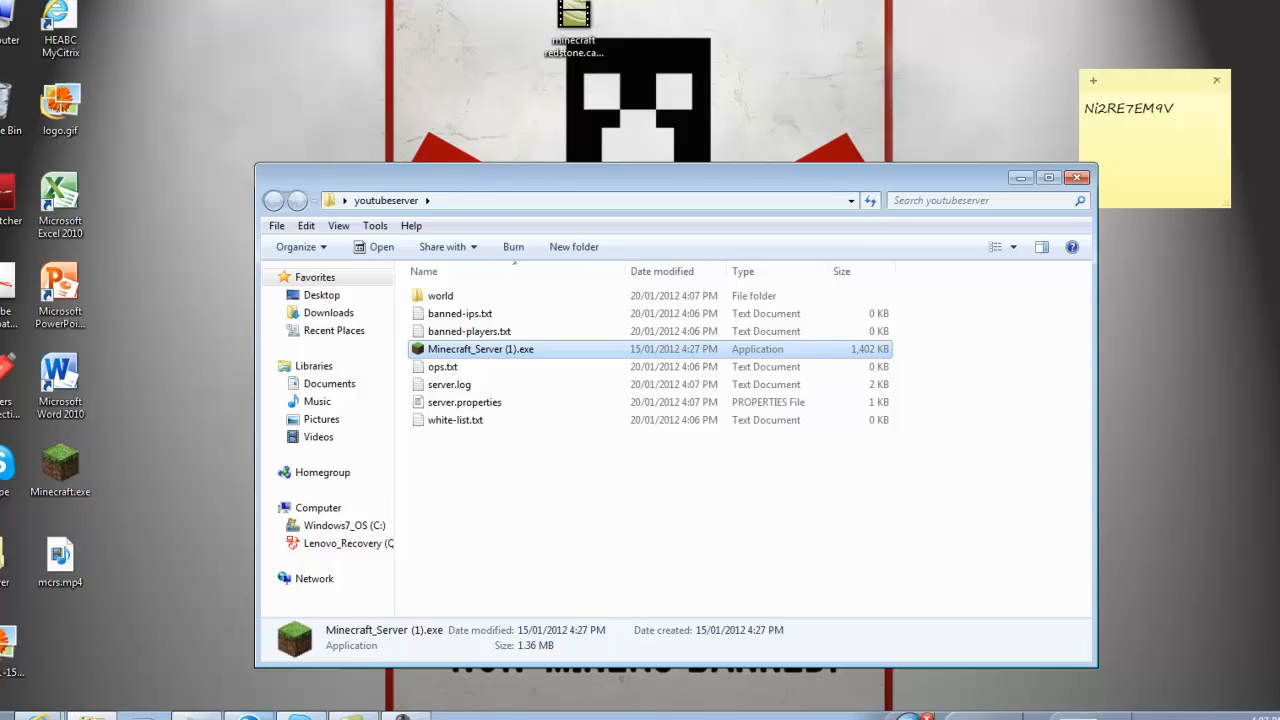 HEABC
MyCitrix
logo.gif
Microsoft
Excel 2010
Microsoft
PowerPoi...
Microsoft
Word 2010
Minecraft.exe
mcrs.mp4
minecraft
redstone.ca...
Ni2RE7EM9V
youtubeserver
Search youtubeserver
File Edit View Tools Help
Organize Open Share with Burn New folder
Name Date modified Type Size
Favorites
Desktop
Downloads
Recent Places
Libraries
Documents
Music
Pictures
Videos
Homegroup
Computer
Windows7_OS (C:)
Lenovo_Recovery (Q
Network
world 20/01/2012 4:07 PM File folder
banned-ips.txt 20/01/2012 4:06 PM Text Document 0 KB
banned-players.txt 20/01/2012 4:06 PM Text Document 0 KB
Minecraft_Server (1).exe 15/01/2012 4:27 PM Application 1,402 KB
ops.txt 20/01/2012 4:06 PM Text Document 0 KB
server.log 20/01/2012 4:07 PM Text Document 2 KB
server.properties 20/01/2012 4:07 PM PROPERTIES File 1 KB
white-list.txt 20/01/2012 4:06 PM Text Document 0 KB
Minecraft_Server (1).exe Date modified: 15/01/2012 4:27 PM Date created: 15/01/2012 4:27 PM
Application Size: 1.36 MB